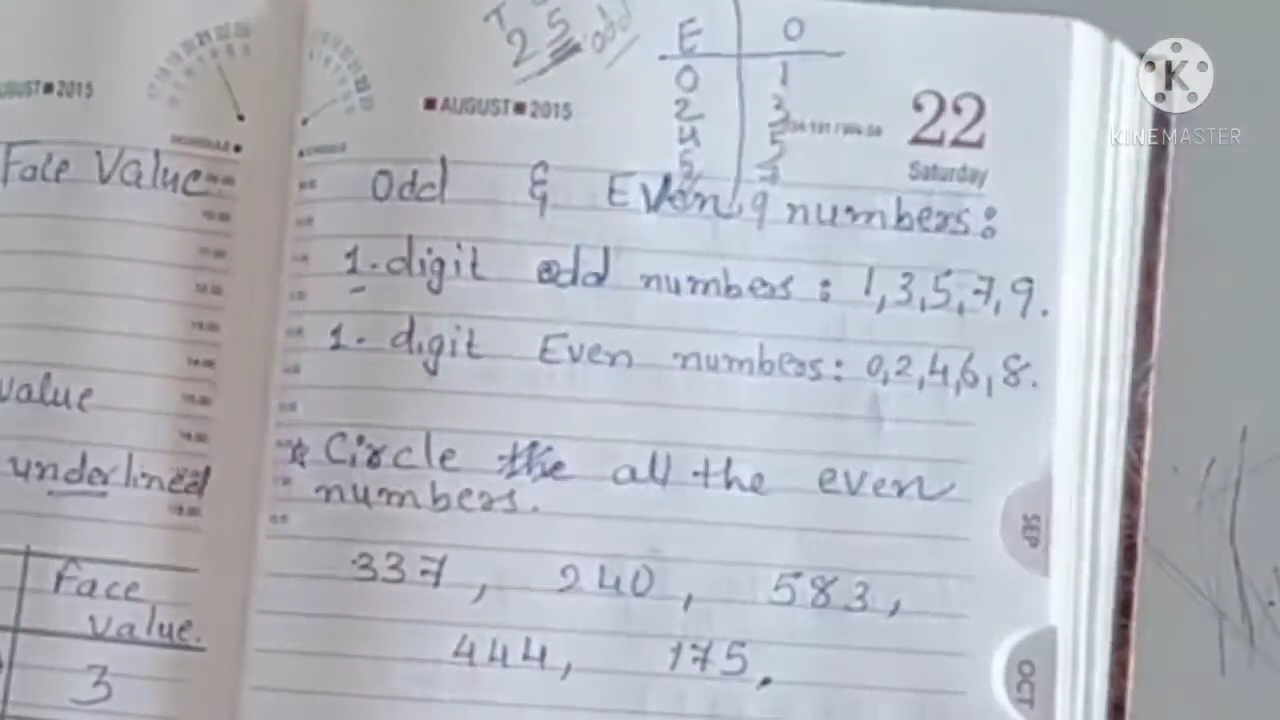 T
25 odd
E O
0 1
2 3
4 5
7
9
AUGUST 2015
22
Saturday
KINEMASTER
Odd & Even numbers:
1-digit odd numbers : 1,3,5,7,9.
1-digit Even numbers: 0,2,4,6,8.
Circle the all the even
numbers.
337, 240, 583,
444, 175.
SEP
OCT
2015
Face Value
value
underlined
Face
value.
3